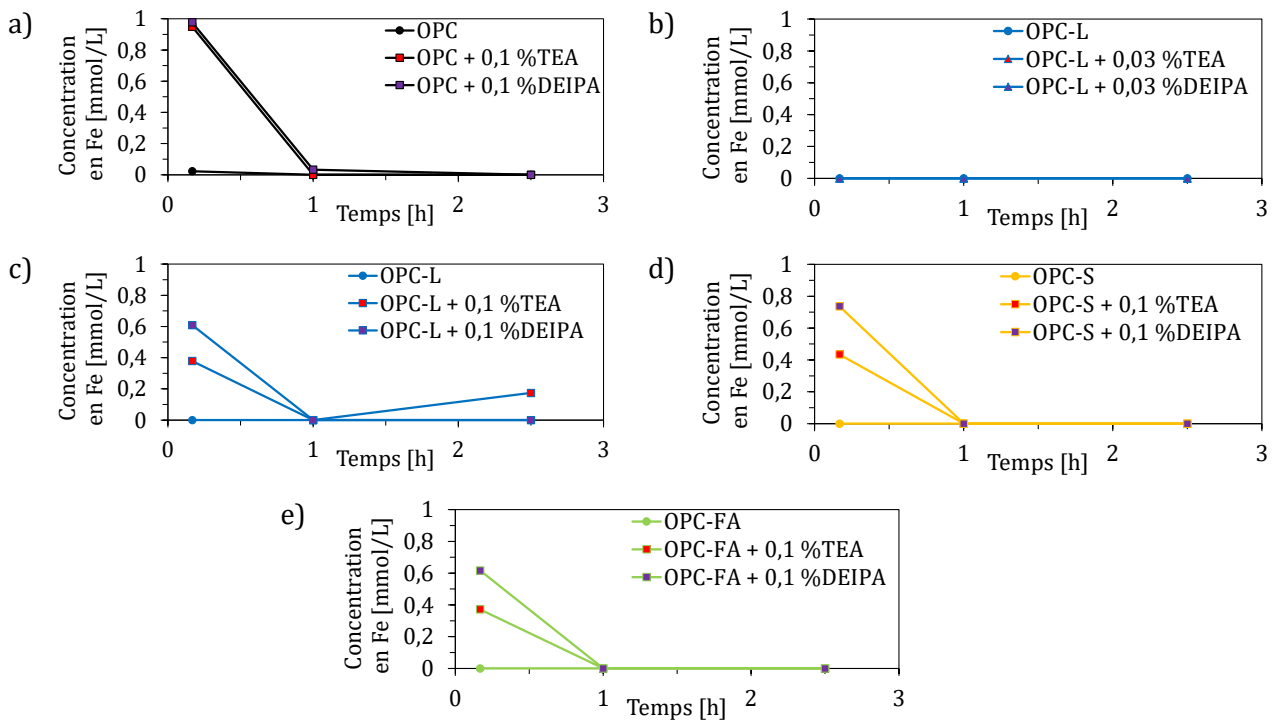 a)
Concentration
en Fe [mmol/L]
1
0,8
0,6
0,4
0,2
0
OPC
OPC + 0,1 %TEA
OPC + 0,1 %DEIPA
0
1
2
3
Temps [h]
b)
Concentration
en Fe [mmol/L]
1
0,8
0,6
0,4
0,2
0
OPC-L
OPC-L + 0,03 %TEA
OPC-L + 0,03 %DEIPA
0
1
2
3
Temps [h]
c)
Concentration
en Fe [mmol/L]
1
0,8
0,6
0,4
0,2
0
OPC-L
OPC-L + 0,1 %TEA
OPC-L + 0,1 %DEIPA
0
1
2
3
Temps [h]
d)
Concentration
en Fe [mmol/L]
1
0,8
0,6
0,4
0,2
0
OPC-S
OPC-S + 0,1 %TEA
OPC-S + 0,1 %DEIPA
0
1
2
3
Temps [h]
e)
Concentration
en Fe [mmol/L]
1
0,8
0,6
0,4
0,2
0
OPC-FA
OPC-FA + 0,1 %TEA
OPC-FA + 0,1 %DEIPA
0
1
2
3
Temps [h]